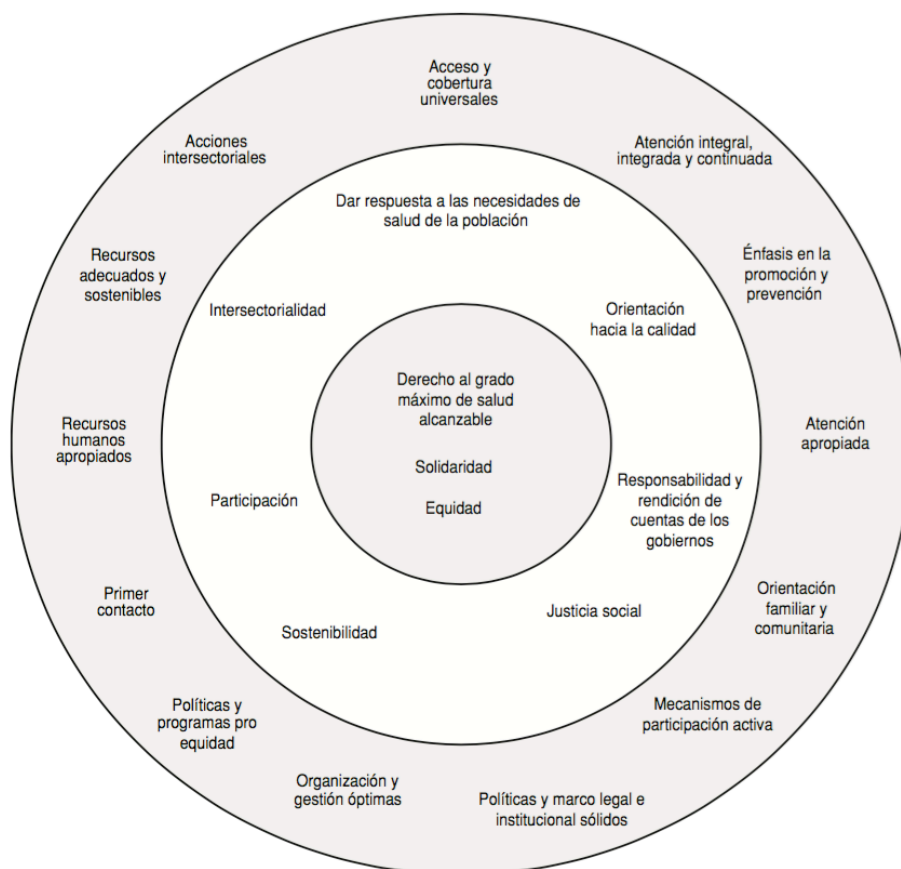 Acceso y
cobertura
universales
Atención integral,
integrada y continuada
Énfasis en la
promoción y
prevención
Atención
apropiada
Orientación
familiar y
comunitaria
Mecanismos de
participación activa
Políticas y marco legal e
institucional sólidos
Organización y
gestión óptimas
Políticas y
programas pro
equidad
Primer
contacto
Recursos
humanos
apropiados
Recursos
adecuados y
sostenibles
Acciones
intersectoriales
Dar respuesta a las necesidades de
salud de la población
Orientación
hacia la calidad
Responsabilidad y
rendición de
cuentas de los
gobiernos
Justicia social
Sostenibilidad
Participación
Intersectorialidad
Derecho al grado
máximo de salud
alcanzable
Solidaridad
Equidad